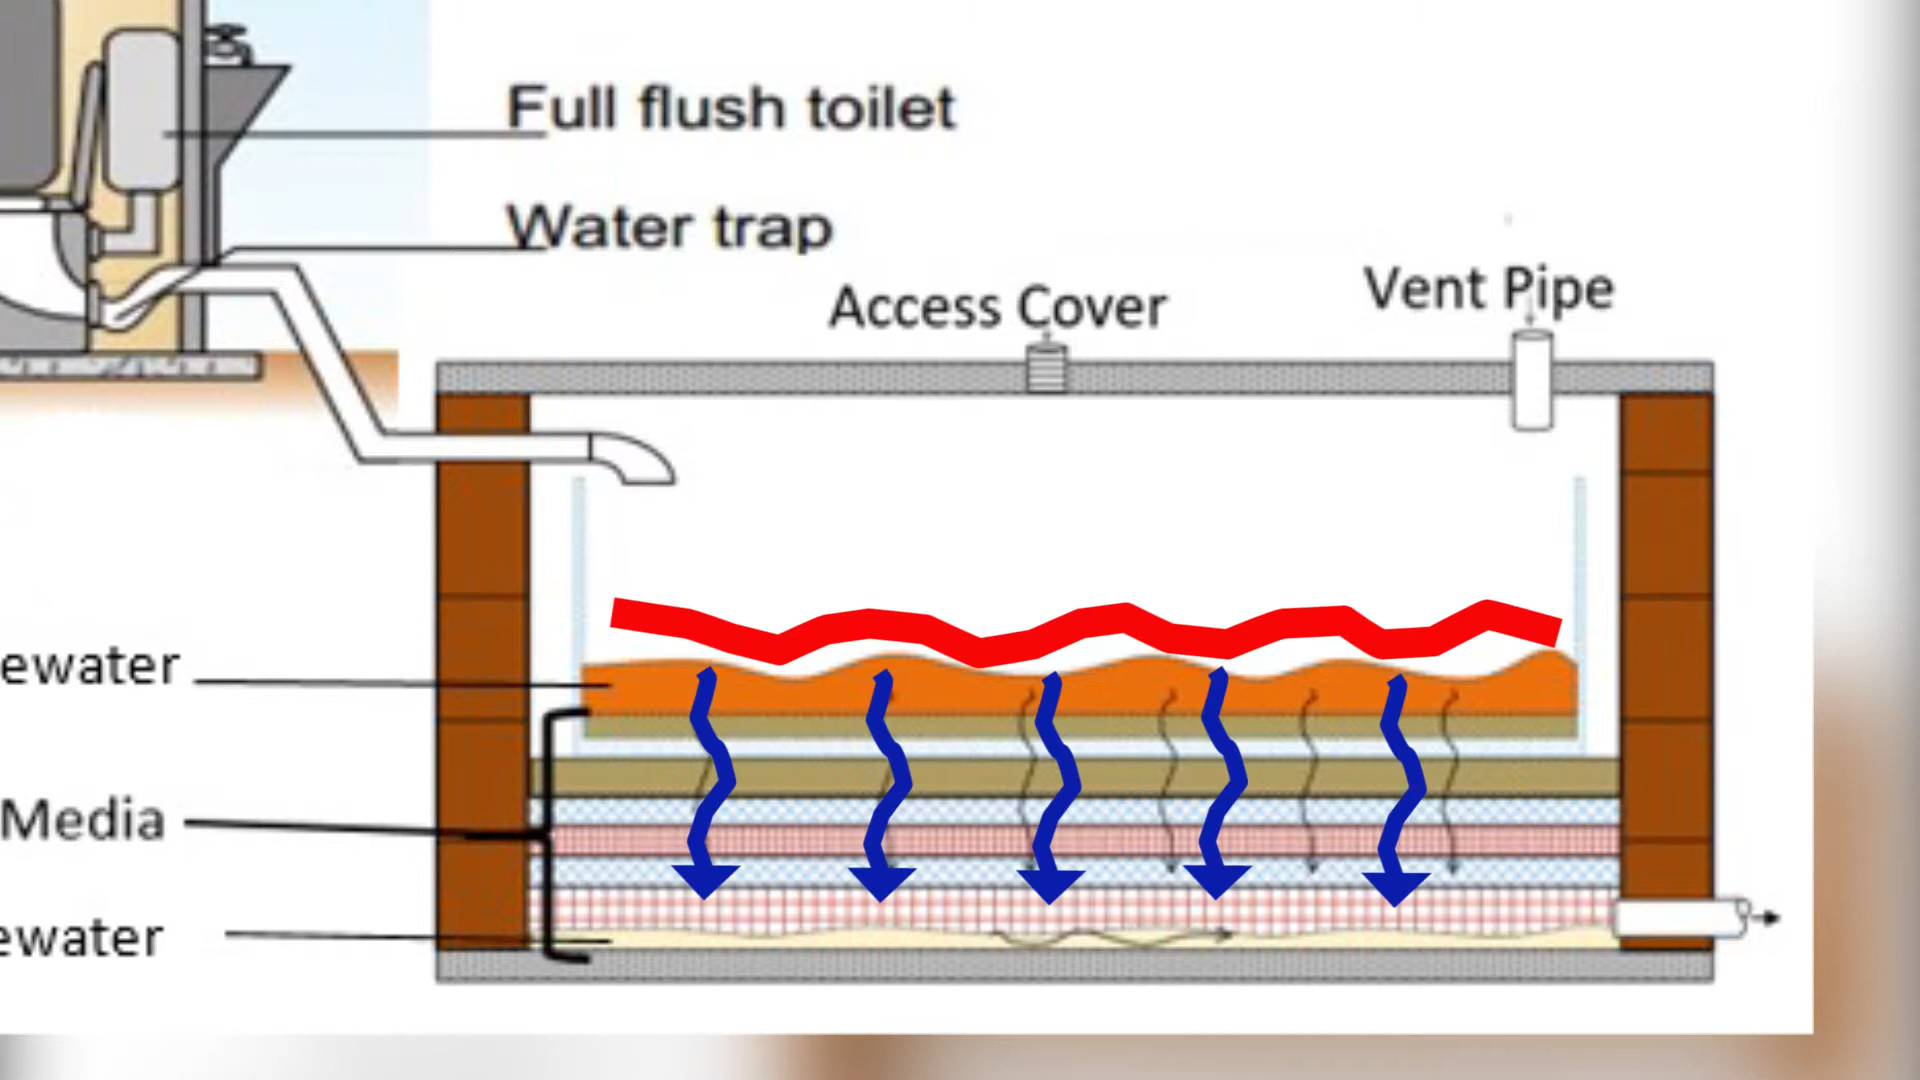 Full flush toilet
Water trap
Access Cover
Vent Pipe
ewater
Media
ewater